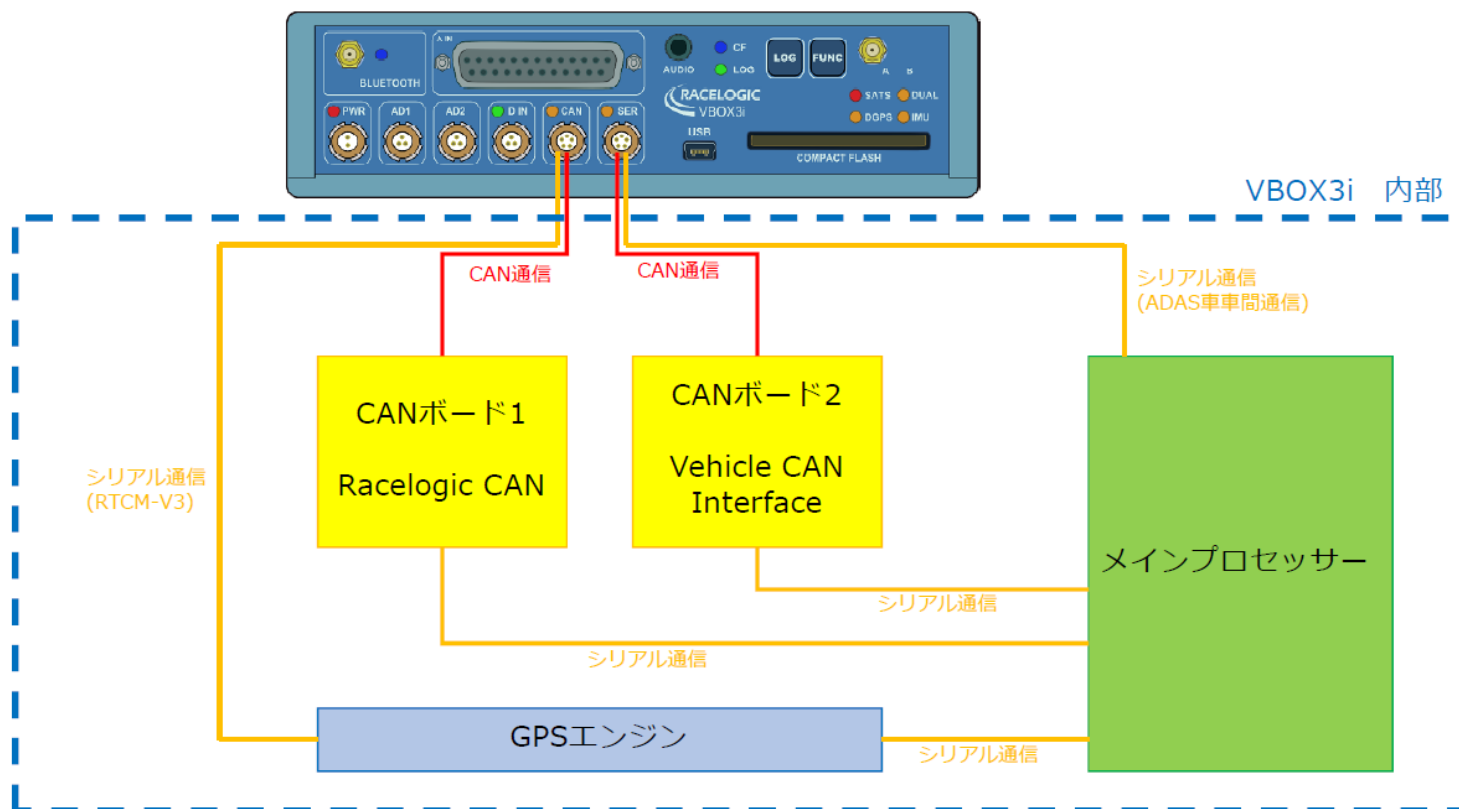 A IN
BLUETOOTH
AUDIO
CF
LOG
LOG
FUNC
A B
PWR
AD1
AD2
D IN
CAN
SER
RACELOGIC
VBOX3i
USB
SATS
DUAL
DGPS
IMU
COMPACT FLASH
VBOX3i 内部
CAN通信
CAN通信
シリアル通信
(ADAS車車間通信)
CANボード1
Racelogic CAN
CANボード2
Vehicle CAN
Interface
シリアル通信
(RTCM-V3)
メインプロセッサー
シリアル通信
シリアル通信
GPSエンジン
シリアル通信